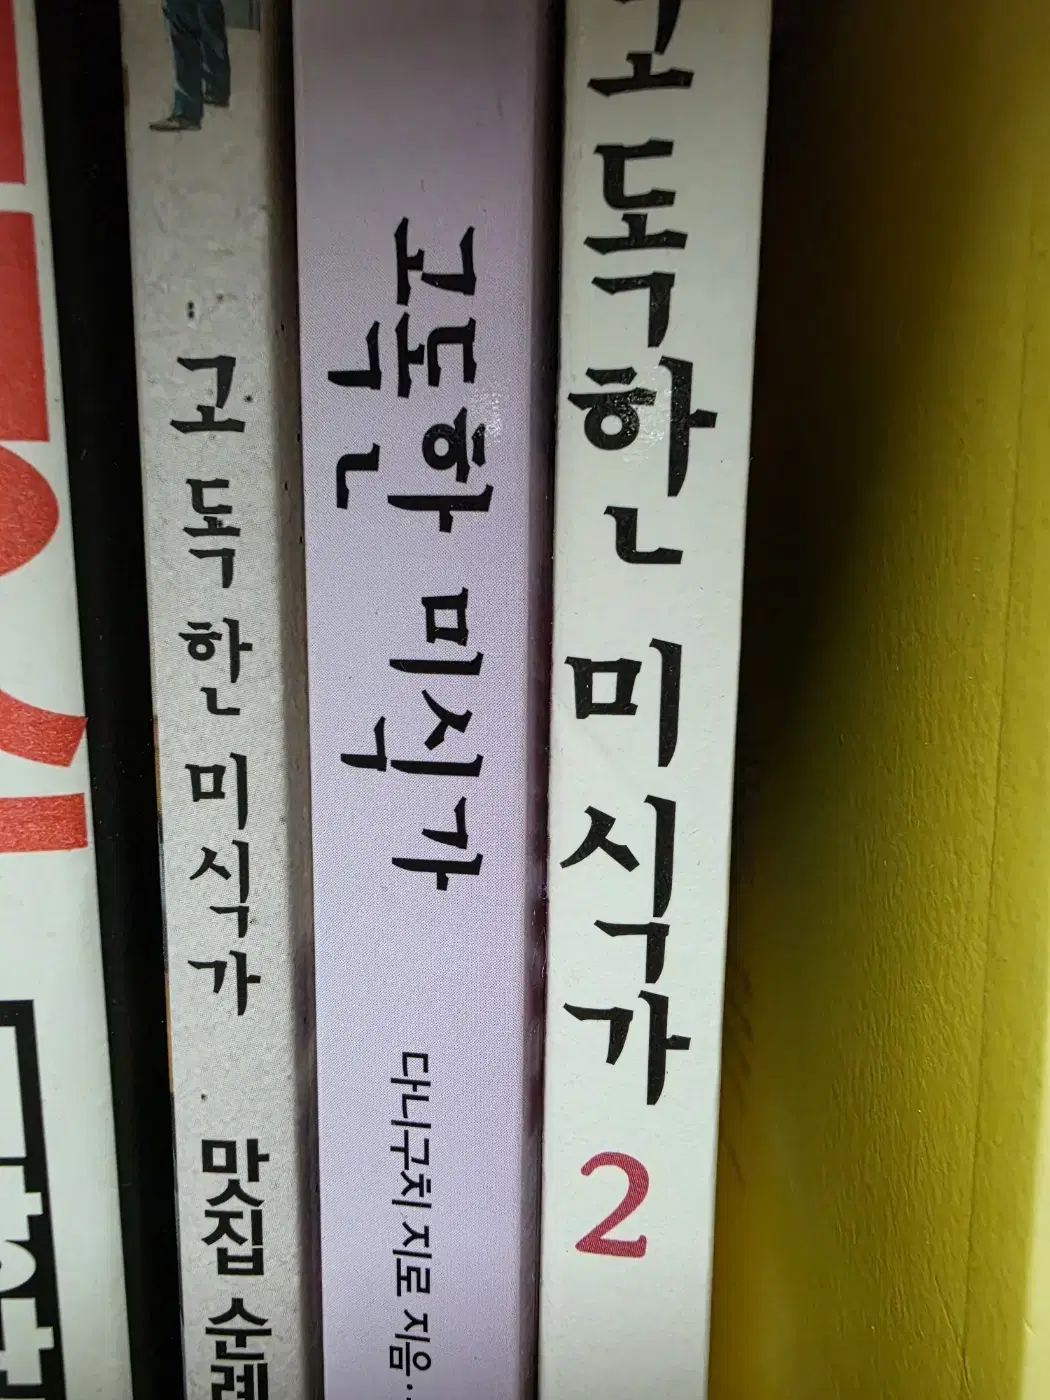 고독한 미식가 맛집 순례
고독한 미식가
다니구치 지로 지음
고독한 미식가 2